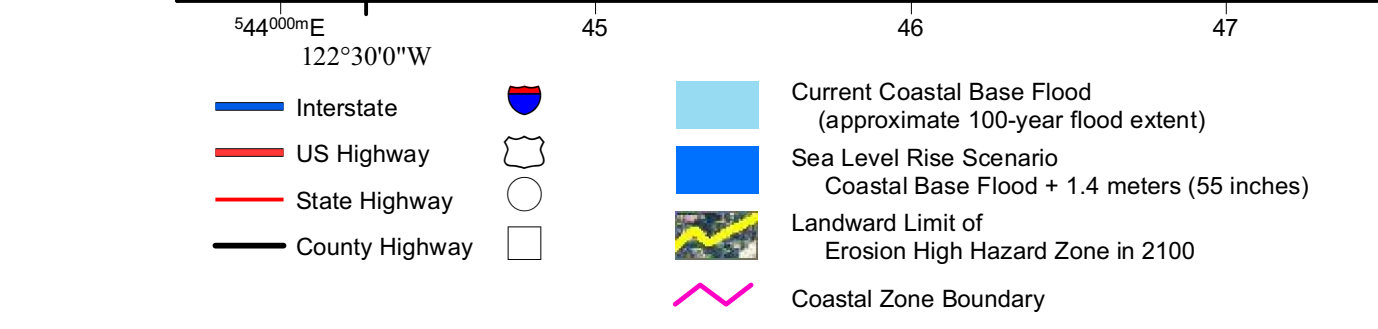 544000mE 45 46 47
122°30'0"W
Interstate
US Highway
State Highway
County Highway
Current Coastal Base Flood
(approximate 100-year flood extent)
Sea Level Rise Scenario
Coastal Base Flood + 1.4 meters (55 inches)
Landward Limit of
Erosion High Hazard Zone in 2100
Coastal Zone Boundary